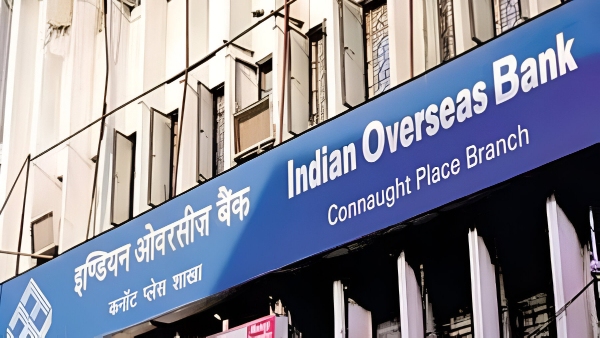 इण्डियन ओवरसीज़ बैंक
कनॉट प्लेस शाखा
Indian Overseas Bank
Connaught Place Branch